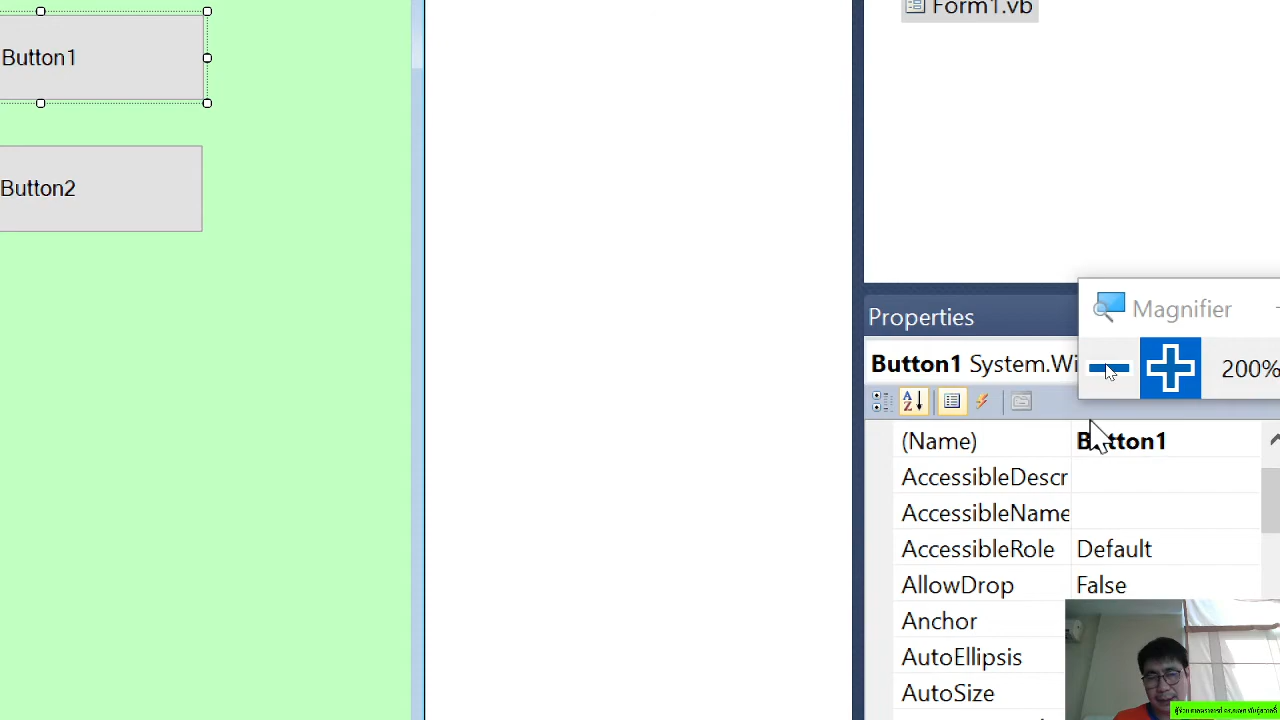 Form1.vb
Button1
Button2
Magnifier
200%
Properties
Button1 System.Wi
(Name) Button1
AccessibleDescr
AccessibleName
AccessibleRole Default
AllowDrop False
Anchor
AutoEllipsis
AutoSize